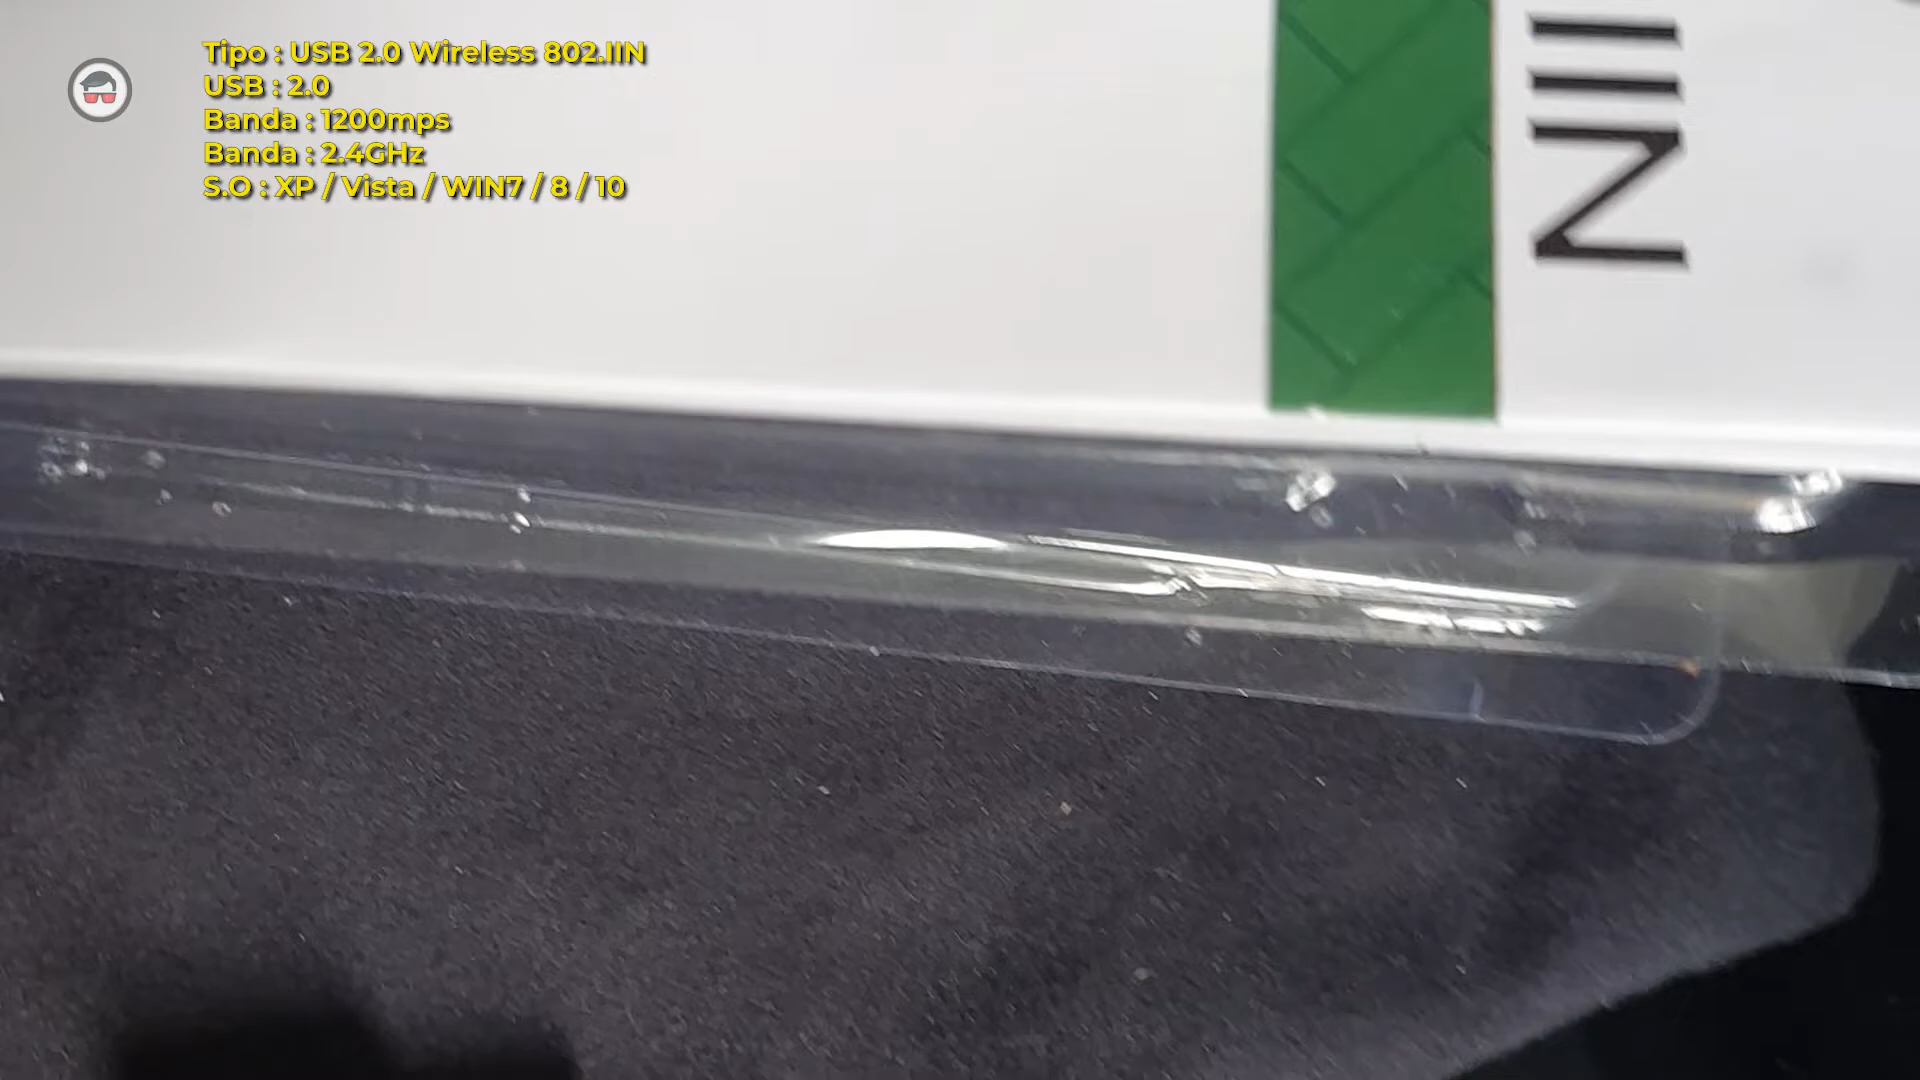 Tipo : USB 2.0 Wireless 802.IIN
USB : 2.0
Banda : 1200mps
Banda : 2.4GHz
S.O : XP / Vista / WIN7 / 8 / 10
IIN